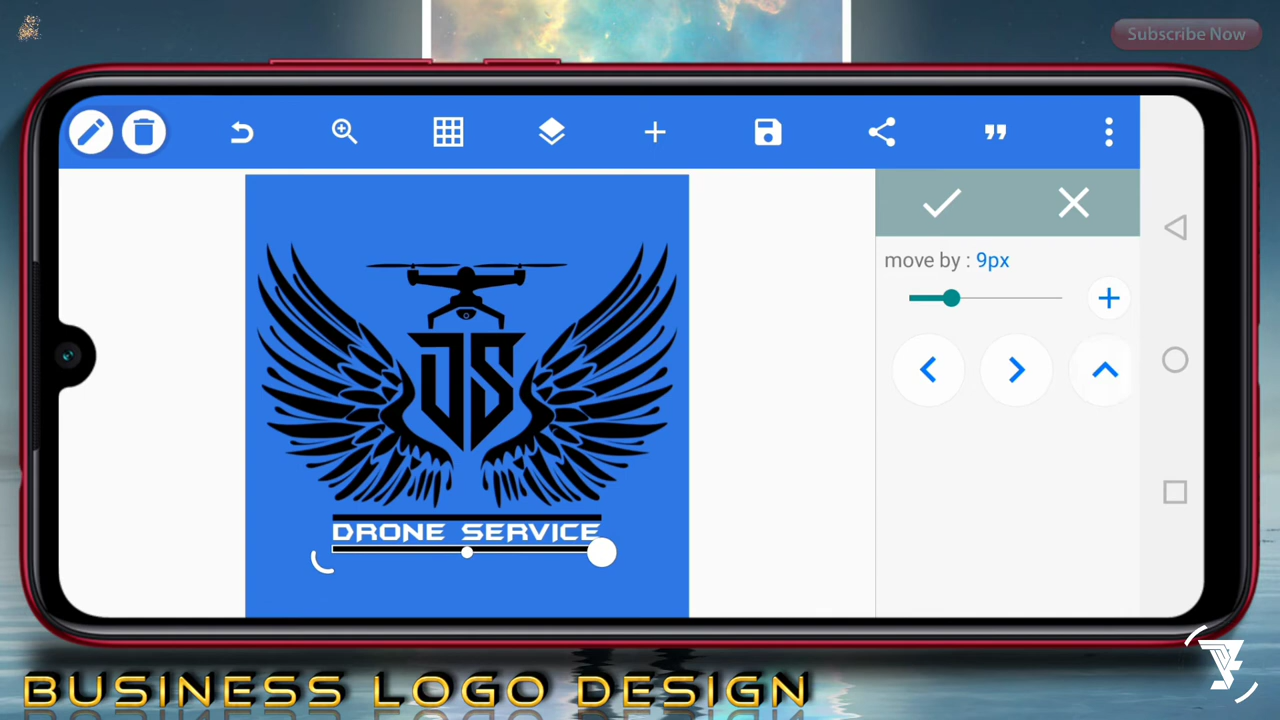 Subscribe Now
move by : 9px
DS
DRONE SERVICE
BUSINESS LOGO DESIGN